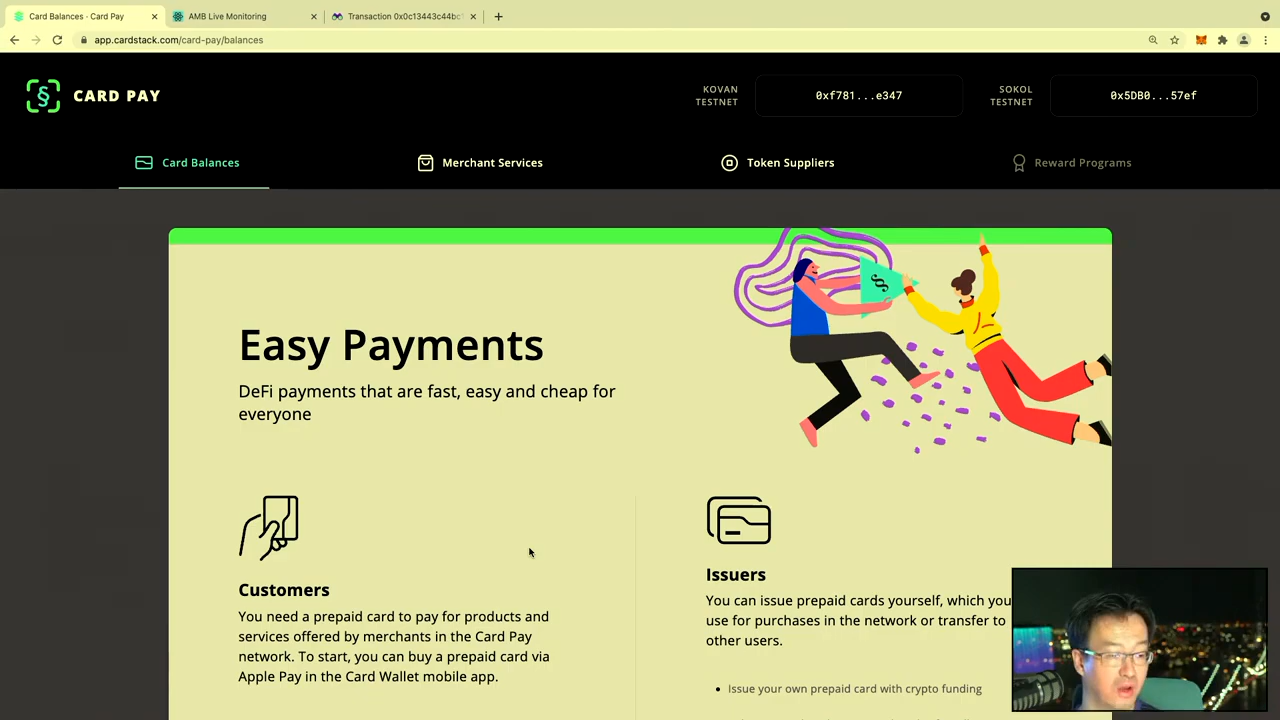 Card Balances · Card Pay
AMB Live Monitoring
Transaction 0x0c13443c44bc
app.cardstack.com/card-pay/balances
CARD PAY
KOVAN
TESTNET
0xf781...e347
SOKOL
TESTNET
0x5DB0...57ef
Card Balances
Merchant Services
Token Suppliers
Reward Programs
Easy Payments
DeFi payments that are fast, easy and cheap for
everyone
Customers
You need a prepaid card to pay for products and
services offered by merchants in the Card Pay
network. To start, you can buy a prepaid card via
Apple Pay in the Card Wallet mobile app.
Issuers
You can issue prepaid cards yourself, which you
use for purchases in the network or transfer to
other users.
• Issue your own prepaid card with crypto funding